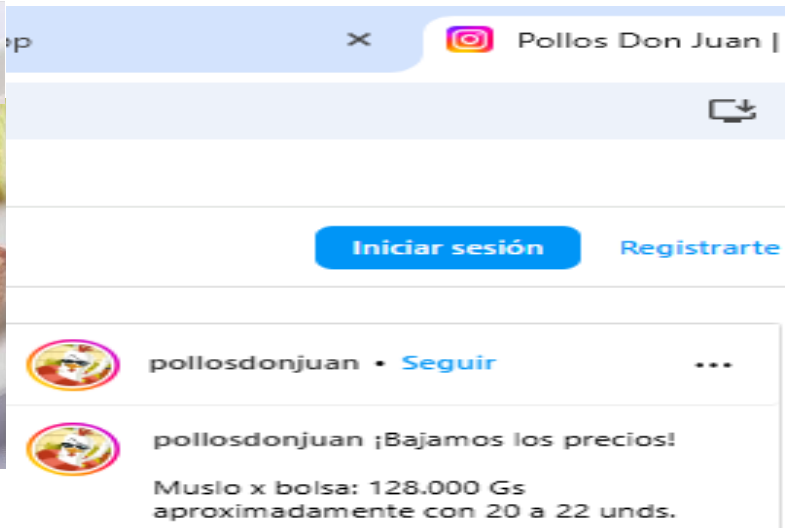 Pollos Don Juan |
Iniciar sesión Registrarte
pollosdonjuan • Seguir ...
pollosdonjuan ¡Bajamos los precios!
Muslo x bolsa: 128.000 Gs
aproximadamente con 20 a 22 unds.